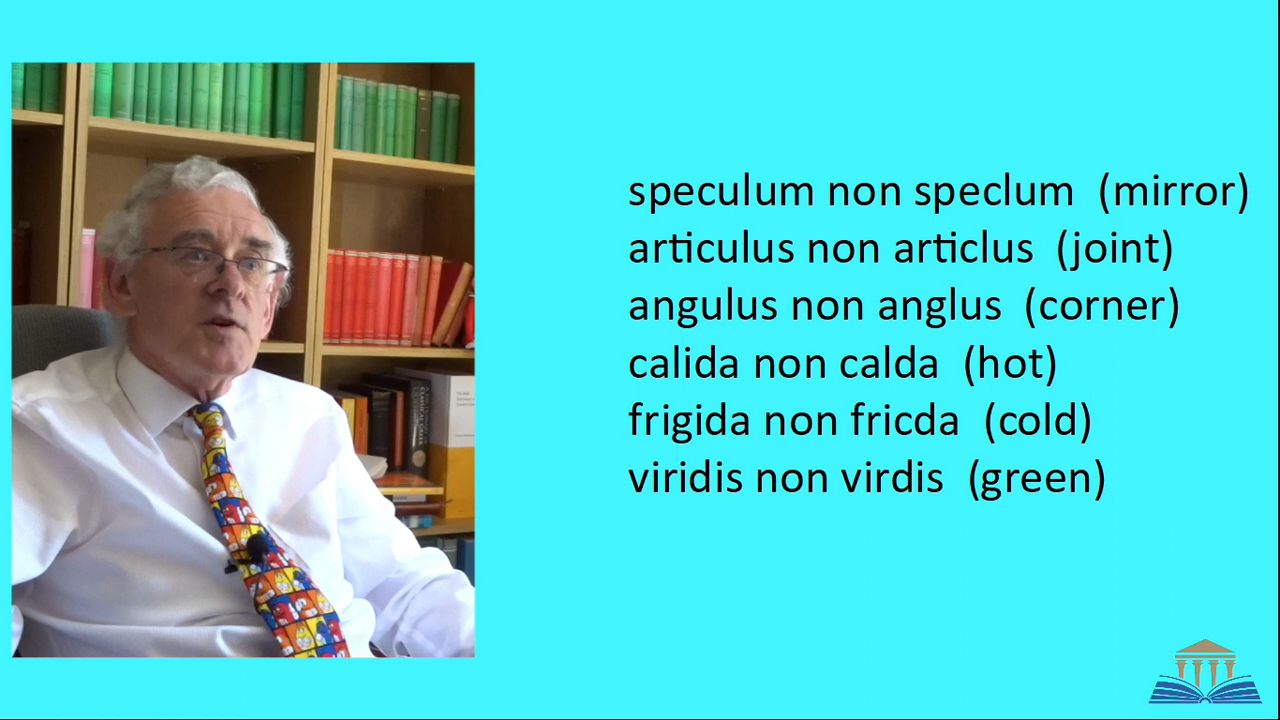 speculum non speclum (mirror)
articulus non articlus (joint)
angulus non anglus (corner)
calida non calda (hot)
frigida non fricda (cold)
viridis non virdis (green)